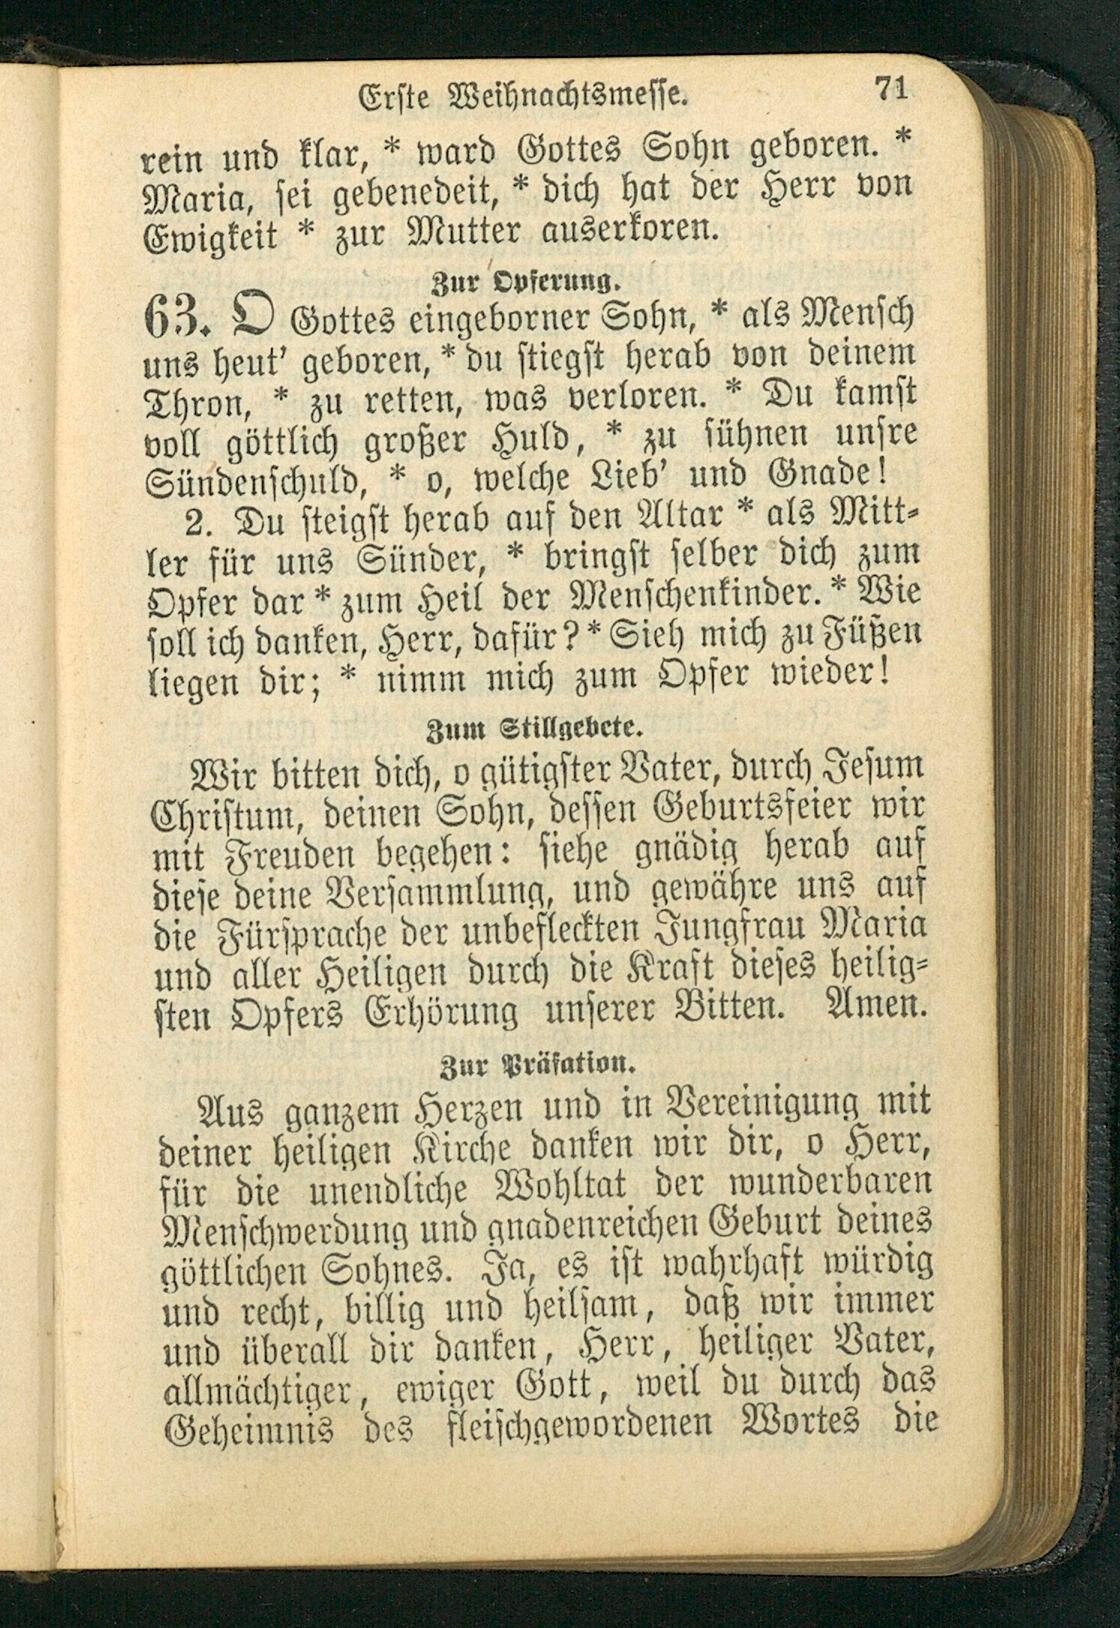 Erste Weihnachtsmesse. 71
rein und klar, * ward Gottes Sohn geboren. *
Maria, sei gebenedeit, * dich hat der Herr von
Ewigkeit * zur Mutter auserkoren.
Zur Opferung.
63. O Gottes eingeborner Sohn, * als Mensch
uns heut' geboren, * du stiegst herab von deinem
Thron, * zu retten, was verloren. * Du kamst
voll göttlich großer Huld, * zu sühnen unsre
Sündenschuld, * o, welche Lieb' und Gnade!
2. Du steigst herab auf den Altar * als Mitt-
ler für uns Sünder, * bringst selber dich zum
Opfer dar * zum Heil der Menschenkinder. * Wie
soll ich danken, Herr, dafür? * Sieh mich zu Füßen
liegen dir; * nimm mich zum Opfer wieder!
Zum Stillgebete.
Wir bitten dich, o gütigster Vater, durch Jesum
Christum, deinen Sohn, dessen Geburtsfeier wir
mit Freuden begehen: siehe gnädig herab auf
diese deine Versammlung, und gewähre uns auf
die Fürsprache der unbefleckten Jungfrau Maria
und aller Heiligen durch die Kraft dieses heilig-
sten Opfers Erhörung unserer Bitten. Amen.
Zur Präfation.
Aus ganzem Herzen und in Vereinigung mit
deiner heiligen Kirche danken wir dir, o Herr,
für die unendliche Wohltat der wunderbaren
Menschwerdung und gnadenreichen Geburt deines
göttlichen Sohnes. Ja, es ist wahrhaft würdig
und recht, billig und heilsam, daß wir immer
und überall dir danken, Herr, heiliger Vater,
allmächtiger, ewiger Gott, weil du durch das
Geheimnis des fleischgewordenen Wortes die